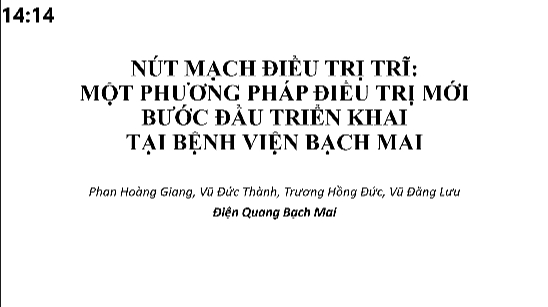 14:14
NÚT MẠCH ĐIỀU TRỊ TRĨ:
MỘT PHƯƠNG PHÁP ĐIỀU TRỊ MỚI
BƯỚC ĐẦU TRIỂN KHAI
TẠI BỆNH VIỆN BẠCH MAI
Phan Hoàng Giang, Vũ Đức Thành, Trương Hồng Đức, Vũ Đăng Lưu
Điện Quang Bạch Mai